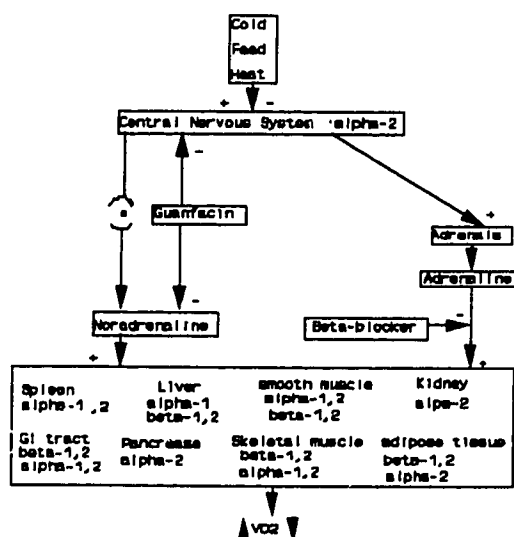 Cold
Feed
Heat
+ -
Central Nervous System alpha-2
-
+
Guanfacin
Adrenals
Adrenaline
-
-
Noradrenaline
Beta-blocker
+
+
Spleen
alpha-1,2
Liver
alpha-1
beta-1,2
smooth muscle
alpha-1,2
beta-1,2
Kidney
alpe-2
GI tract
beta-1,2
alpha-1,2
Pancrease
alpha-2
Skeletal muscle
beta-1,2
alpha-1,2
adipose tissue
beta-1,2
alpha-2
VO2